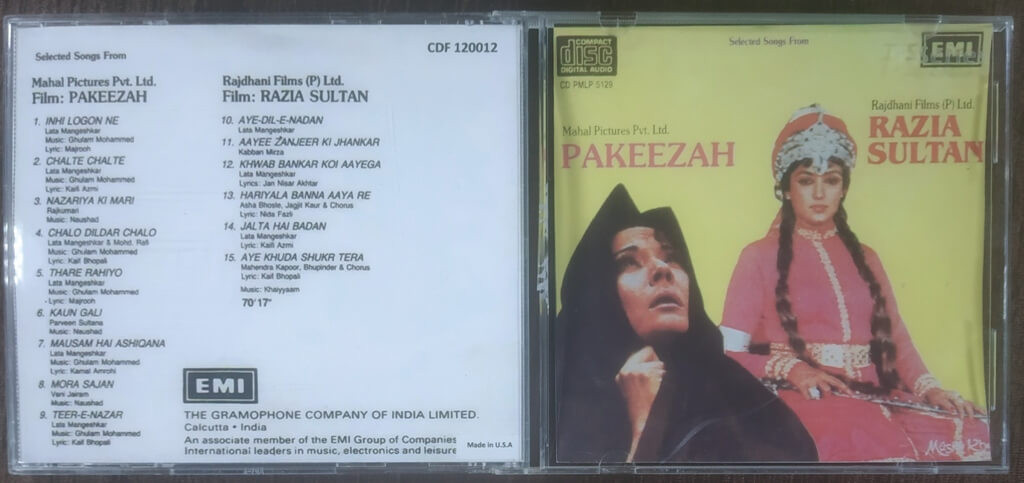 Selected Songs From
CDF 120012
Mahal Pictures Pvt. Ltd.
Film: PAKEEZAH
1. INHI LOGON NE
Lata Mangeshkar
Music: Ghulam Mohammed
Lyric: Majrooh
2. CHALTE CHALTE
Lata Mangeshkar
Music: Ghulam Mohammed
Lyric: Kaifi Azmi
3. NAZARIYA KI MARI
Rajkumari
Music: Naushad
4. CHALO DILDAR CHALO
Lata Mangeshkar & Mohd. Rafi
Music: Ghulam Mohammed
Lyric: Kaif Bhopali
5. THARE RAHIYO
Lata Mangeshkar
Music: Ghulam Mohammed
Lyric: Majrooh
6. KAUN GALI
Parveen Sultana
Music: Naushad
7. MAUSAM HAI ASHIQANA
Lata Mangeshkar
Music: Ghulam Mohammed
Lyric: Kamal Amrohi
8. MORA SAJAN
Vani Jairam
Music: Naushad
9. TEER-E-NAZAR
Lata Mangeshkar
Music: Ghulam Mohammed
Lyric: Kaif Bhopali
Rajdhani Films (P) Ltd.
Film: RAZIA SULTAN
10. AYE-DIL-E-NADAN
Lata Mangeshkar
11. AAYEE ZANJEER KI JHANKAR
Kabban Mirza
12. KHWAB BANKAR KOI AAYEGA
Lata Mangeshkar
Lyrics: Jan Nisar Akhtar
13. HARIYALA BANNA AAYA RE
Asha Bhosle, Jagjit Kaur & Chorus
Lyric: Nida Fazli
14. JALTA HAI BADAN
Lata Mangeshkar
Lyric: Kaifi Azmi
15. AYE KHUDA SHUKR TERA
Mahendra Kapoor, Bhupinder & Chorus
Lyric: Kaif Bhopali
Music: Khaiyyaam
70'17"
EMI
THE GRAMOPHONE COMPANY OF INDIA LIMITED.
Calcutta • India
An associate member of the EMI Group of Companies
International leaders in music, electronics and leisure
Made in U.S.A
COMPACT
disc
DIGITAL AUDIO
CD PMLP 5129
Selected Songs From
EMI
Mahal Pictures Pvt. Ltd.
PAKEEZAH
Rajdhani Films (P) Ltd.
RAZIA
SULTAN